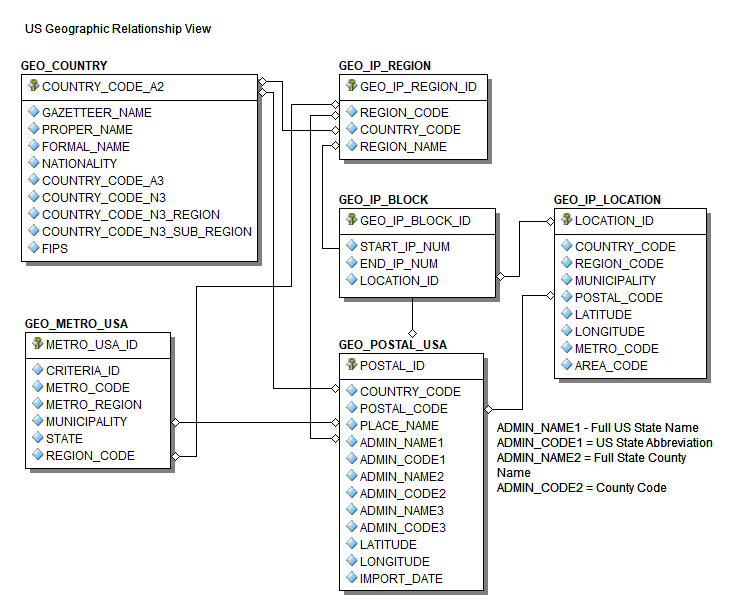 US Geographic Relationship View
GEO_COUNTRY
COUNTRY_CODE_A2
GAZETTEER_NAME
PROPER_NAME
FORMAL_NAME
NATIONALITY
COUNTRY_CODE_A3
COUNTRY_CODE_N3
COUNTRY_CODE_N3_REGION
COUNTRY_CODE_N3_SUB_REGION
FIPS
GEO_IP_REGION
GEO_IP_REGION_ID
REGION_CODE
COUNTRY_CODE
REGION_NAME
GEO_IP_BLOCK
GEO_IP_BLOCK_ID
START_IP_NUM
END_IP_NUM
LOCATION_ID
GEO_IP_LOCATION
LOCATION_ID
COUNTRY_CODE
REGION_CODE
MUNICIPALITY
POSTAL_CODE
LATITUDE
LONGITUDE
METRO_CODE
AREA_CODE
GEO_METRO_USA
METRO_USA_ID
CRITERIA_ID
METRO_CODE
METRO_REGION
MUNICIPALITY
STATE
REGION_CODE
GEO_POSTAL_USA
POSTAL_ID
COUNTRY_CODE
POSTAL_CODE
PLACE_NAME
ADMIN_NAME1
ADMIN_CODE1
ADMIN_NAME2
ADMIN_CODE2
ADMIN_NAME3
ADMIN_CODE3
LATITUDE
LONGITUDE
IMPORT_DATE
ADMIN_NAME1 - Full US State Name
ADMIN_CODE1 = US State Abbreviation
ADMIN_NAME2 = Full State County
Name
ADMIN_CODE2 = County Code